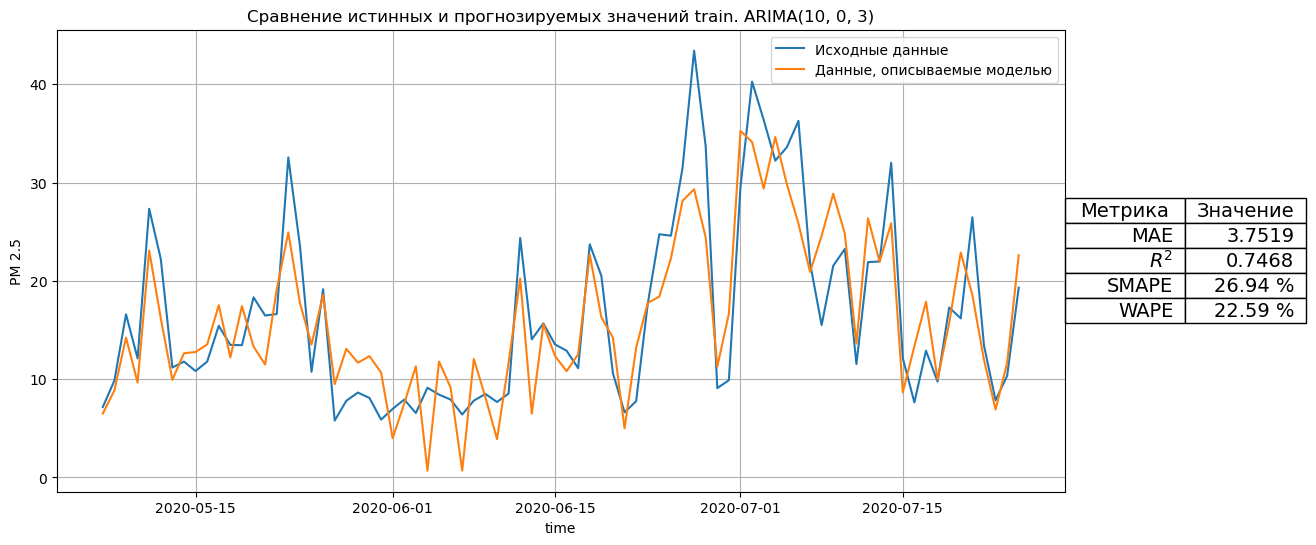 Сравнение истинных и прогнозируемых значений train. ARIMA(10, 0, 3)
Исходные данные
Данные, описываемые моделью
PM 2.5
40
30
20
10
0
2020-05-15 2020-06-01 2020-06-15 2020-07-01 2020-07-15
time
Метрика Значение
MAE 3.7519
R² 0.7468
SMAPE 26.94 %
WAPE 22.59 %